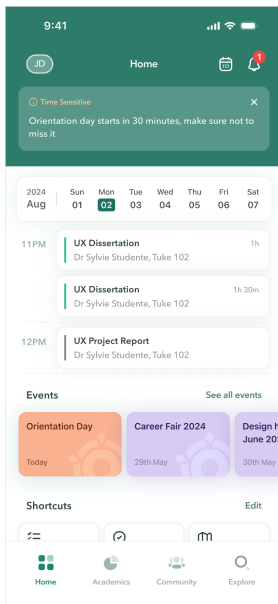 9:41
JD
Home
1
Time Sensitive
Orientation day starts in 30 minutes, make sure not to
miss it
2024
Aug
Sun Mon Tue Wed Thu Fri Sat
01 02 03 04 05 06 07
11PM
UX Dissertation 1h
Dr Sylvie Studente, Tuke 102
UX Dissertation 1h 30m
Dr Sylvie Studente, Tuke 102
12PM
UX Project Report
Dr Sylvie Studente, Tuke 102
Events See all events
Orientation Day
Today
Career Fair 2024
29th May
Design h
June 202
30th May
Shortcuts Edit
Home Academics Community Explore